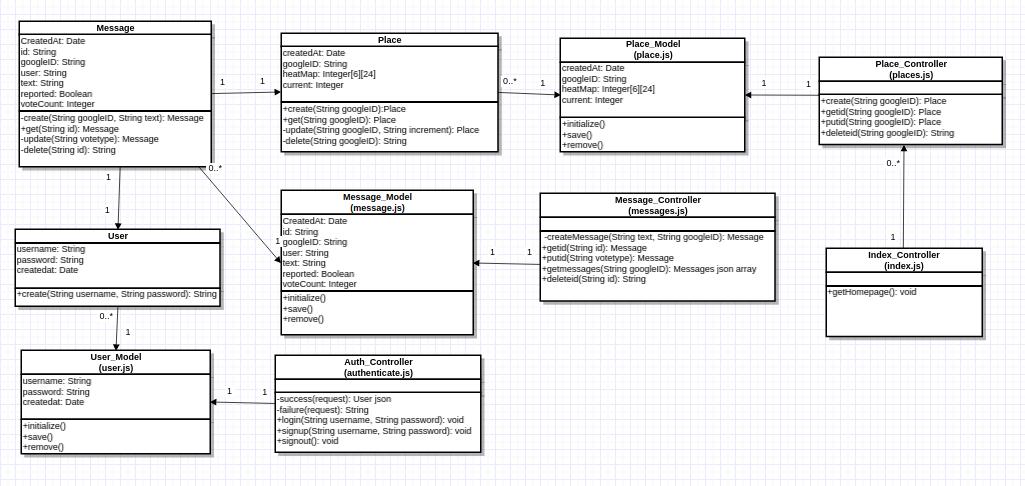 Message
CreatedAt: Date
id: String
googleID: String
user: String
text: String
reported: Boolean
voteCount: Integer
-create(String googleID, String text): Message
+get(String id): Message
-update(String votetype): Message
-delete(String id): String
1
1
Place
createdAt: Date
googleID: String
heatMap: Integer[6][24]
current: Integer
+create(String googleID):Place
+get(String googleID): Place
-update(String googleID, String increment): Place
-delete(String googleID): String
0..*
1
Place_Model
(place.js)
createdAt: Date
googleID: String
heatMap: Integer[6][24]
current: Integer
+initialize()
+save()
+remove()
1
1
Place_Controller
(places.js)
+create(String googleID): Place
+getid(String googleID): Place
+putid(String googleID): Place
+deleteid(String googleID): String
0..*
1
1
1
0..*
1
User
username: String
password: String
createdat: Date
+create(String username, String password): String
Message_Model
(message.js)
CreatedAt: Date
id: String
googleID: String
user: String
text: String
reported: Boolean
voteCount: Integer
+initialize()
+save()
+remove()
1
1
Message_Controller
(messages.js)
-createMessage(String text, String googleID): Message
+getid(String id): Message
+putid(String votetype): Message
+getmessages(String googleID): Messages json array
+deleteid(String id): String
Index_Controller
(index.js)
+getHomepage(): void
0..*
1
User_Model
(user.js)
username: String
password: String
createdat: Date
+initialize()
+save()
+remove()
1
1
Auth_Controller
(authenticate.js)
-success(request): User json
-failure(request): String
+login(String username, String password): void
+signup(String username, String password): void
+signout(): void